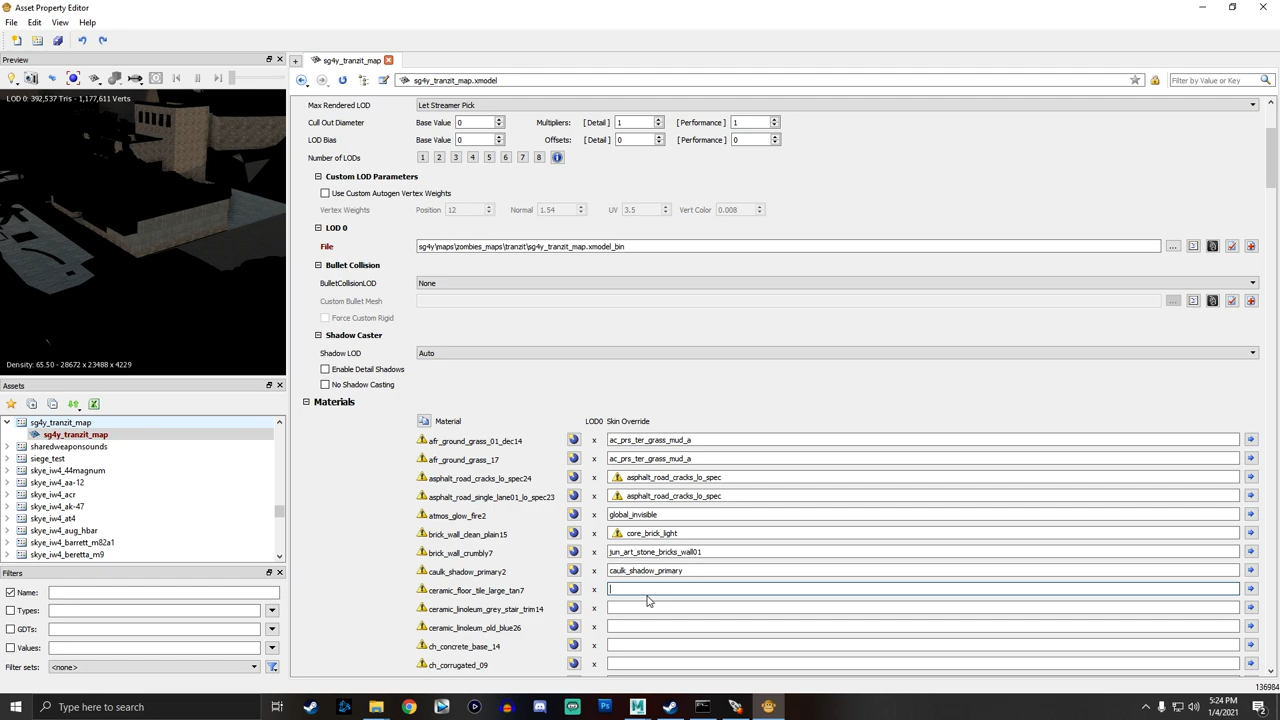 Asset Property Editor
File Edit View Help
Preview
sg4y_tranzit_map
sg4y_tranzit_map.xmodel
Filter by Value or Key
LOD 0: 392,537 Tris - 1,177,611 Verts
Density: 65.50 - 28672 x 23488 x 4229
Max Rendered LOD Let Streamer Pick
Cull Out Diameter Base Value 0 Multipliers: [ Detail ] 1 [ Performance ] 1
LOD Bias Base Value 0 Offsets: [ Detail ] 0 [ Performance ] 0
Number of LODs 1 2 3 4 5 6 7 8
Custom LOD Parameters
Use Custom Autogen Vertex Weights
Vertex Weights Position 12 Normal 1.54 UV 3.5 Vert Color 0.008
LOD 0
File sg4y\maps\zombies_maps\tranzit\sg4y_tranzit_map.xmodel_bin ...
Bullet Collision
BulletCollisionLOD None
Custom Bullet Mesh ...
Force Custom Rigid
Shadow Caster
Shadow LOD Auto
Enable Detail Shadows
No Shadow Casting
Materials
Material LOD0 Skin Override
afr_ground_grass_01_dec14 x ac_prs_ter_grass_mud_a
afr_ground_grass_17 x ac_prs_ter_grass_mud_a
asphalt_road_cracks_lo_spec24 x asphalt_road_cracks_lo_spec
asphalt_road_single_lane01_lo_spec23 x asphalt_road_cracks_lo_spec
atmos_glow_fire2 x global_invisible
brick_wall_clean_plain15 x core_brick_light
brick_wall_crumbly7 x jun_art_stone_bricks_wall01
caulk_shadow_primary2 x caulk_shadow_primary
ceramic_floor_tile_large_tan7 x
ceramic_linoleum_grey_stair_trim14 x
ceramic_linoleum_old_blue26 x
ch_concrete_base_14 x
ch_corrugated_09 x
Assets
sg4y_tranzit_map
sg4y_tranzit_map
sharedweaponsounds
siege_test
skye_iw4_44magnum
skye_iw4_aa-12
skye_iw4_acr
skye_iw4_ak-47
skye_iw4_at4
skye_iw4_aug_hbar
skye_iw4_barrett_m82a1
skye_iw4_beretta_m9
Filters
Name:
Types:
GDTs:
Values:
Filter sets: <none>
136984
Type here to search
5:24 PM
1/4/2021